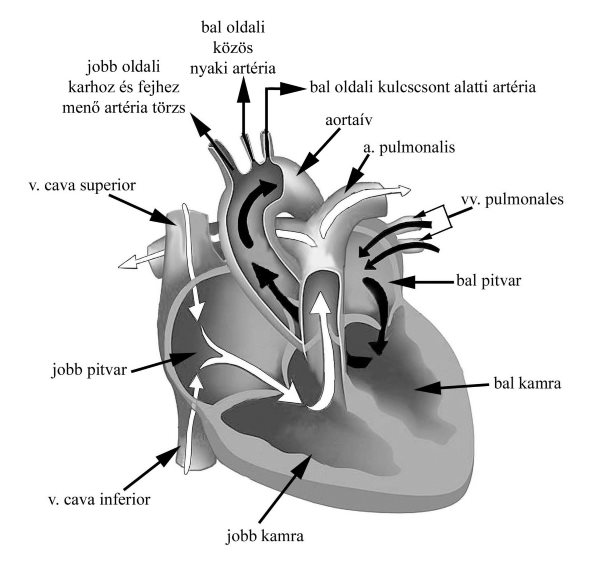 bal oldali
közös
nyaki artéria
jobb oldali
karhoz és fejhez
menő artéria törzs
bal oldali kulcscsont alatti artéria
aortaív
a. pulmonalis
v. cava superior
vv. pulmonales
bal pitvar
jobb pitvar
bal kamra
v. cava inferior
jobb kamra